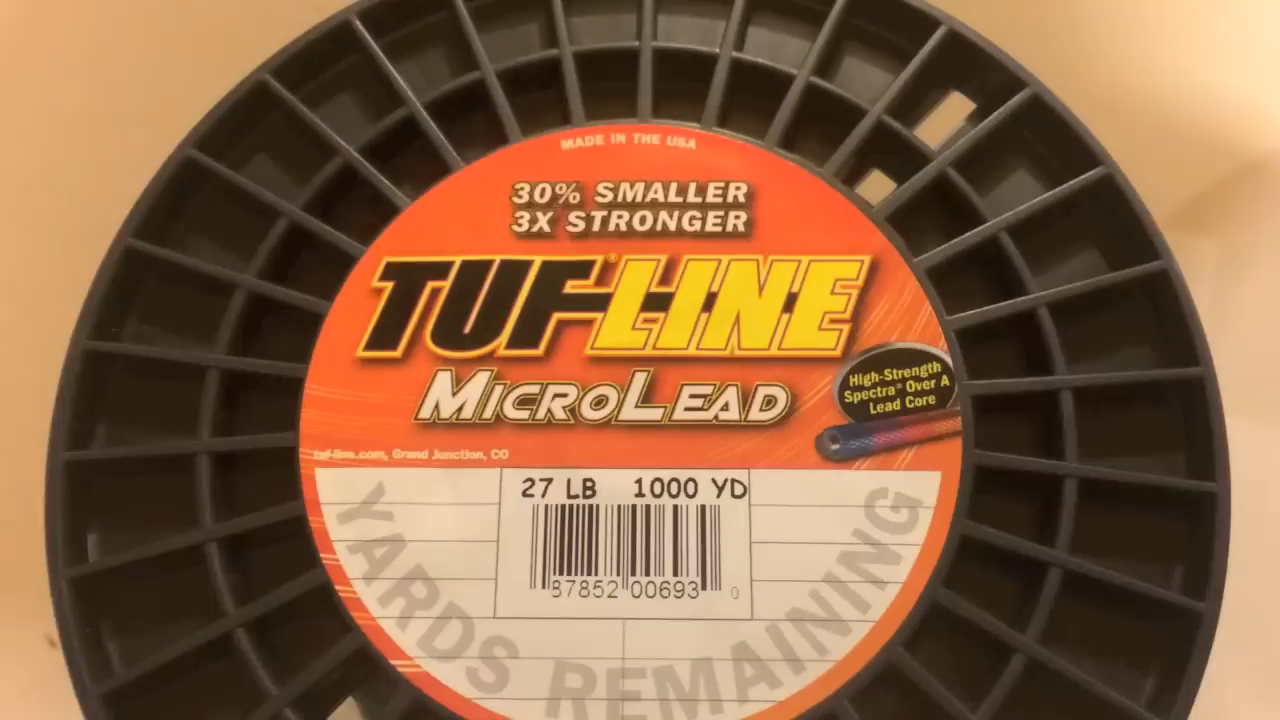 MADE IN THE USA
30% SMALLER
3X STRONGER
TUF-LINE®
MICROLEAD
High-Strength
Spectra® Over A
Lead Core
tuf-line.com, Grand Junction, CO
27 LB 1000 YD
87852 00693 0
YARDS REMAINING